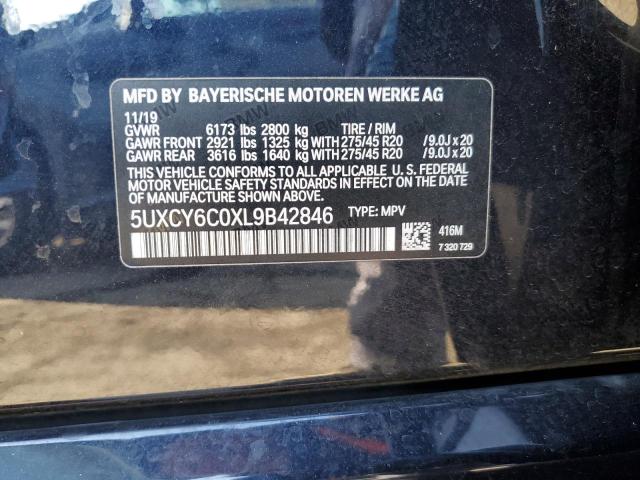 MFD BY BAYERISCHE MOTOREN WERKE AG
11/19
GVWR 6173 lbs 2800 kg TIRE / RIM
GAWR FRONT 2921 lbs 1325 kg WITH 275/45 R20 /9.0J x 20
GAWR REAR 3616 lbs 1640 kg WITH 275/45 R20 /9.0J x 20
THIS VEHICLE CONFORMS TO ALL APPLICABLE U. S. FEDERAL
MOTOR VEHICLE SAFETY STANDARDS IN EFFECT ON THE DATE OF
MANUFACTURE SHOWN ABOVE.
5UXCY6C0XL9B42846 TYPE: MPV
416M
7 320 729